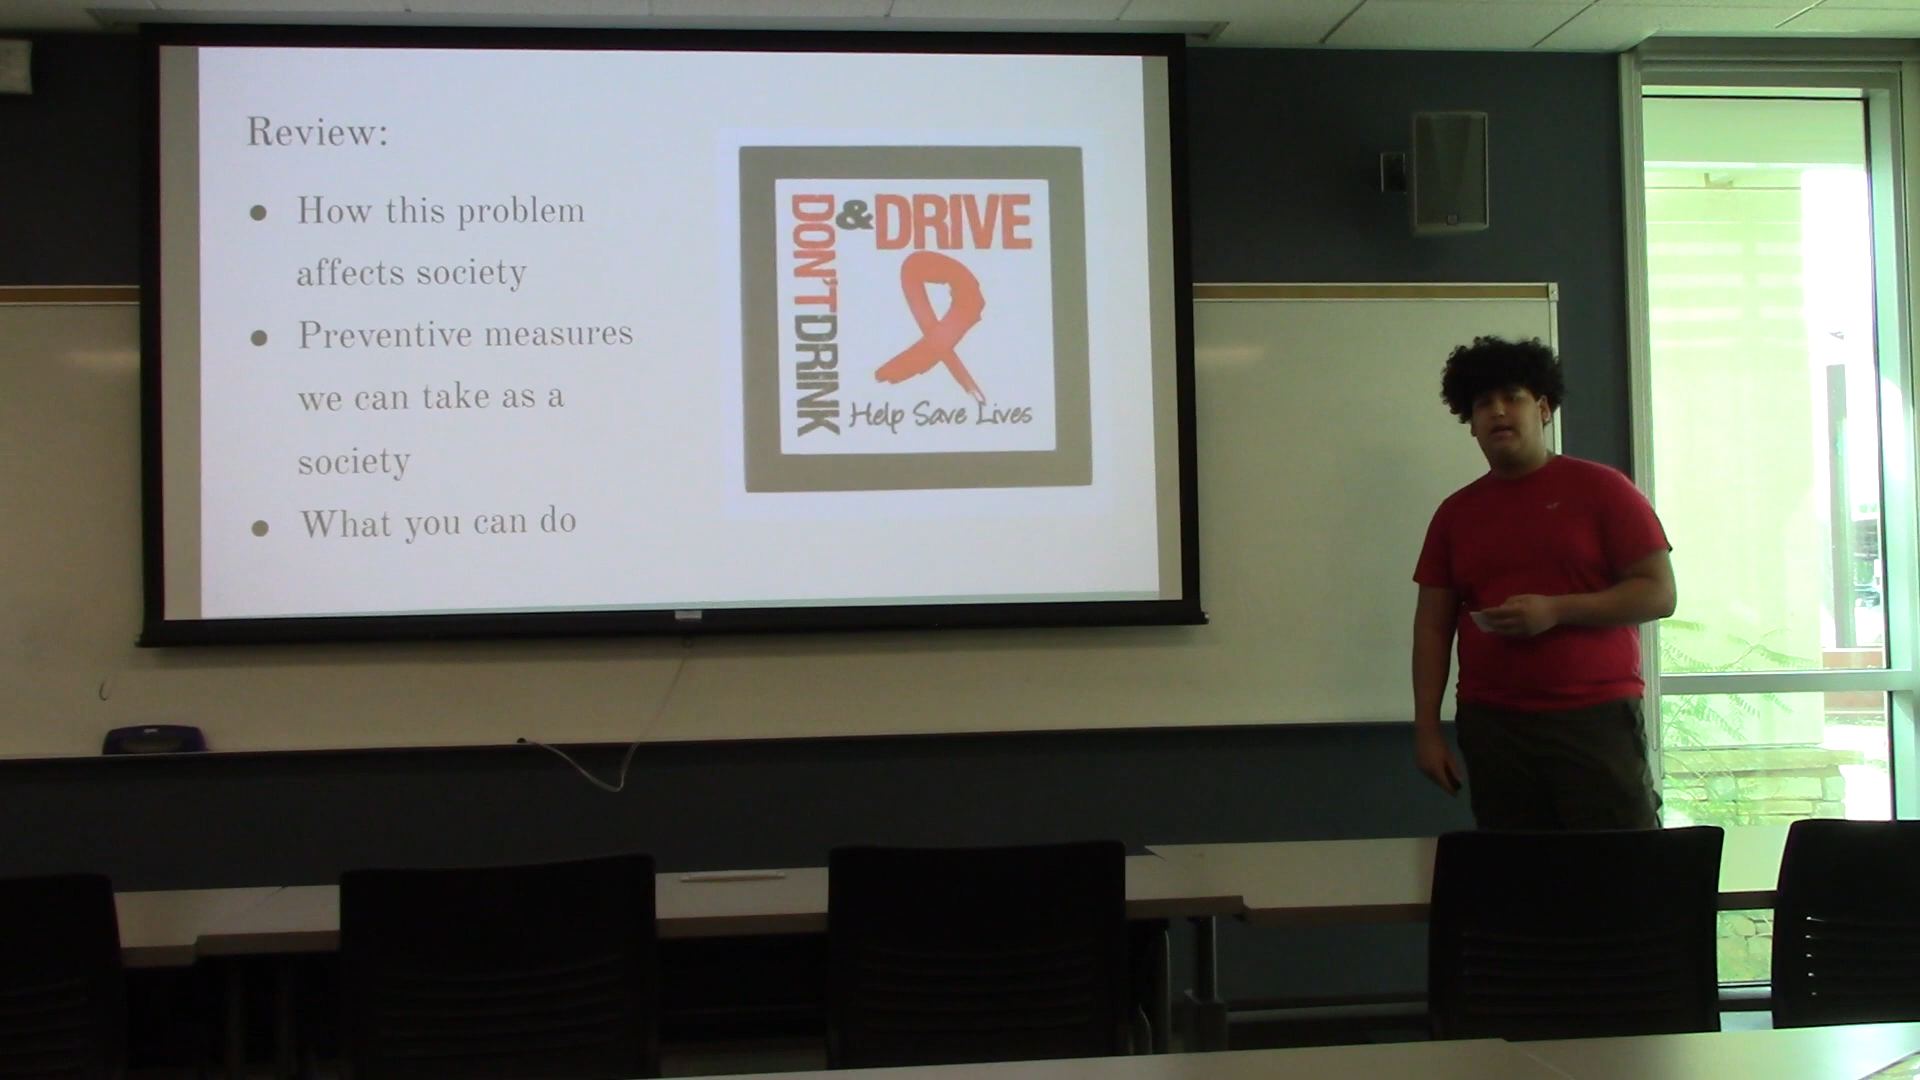 Review:
● How this problem
affects society
● Preventive measures
we can take as a
society
● What you can do
DON'T DRINK
& DRIVE
Help Save Lives